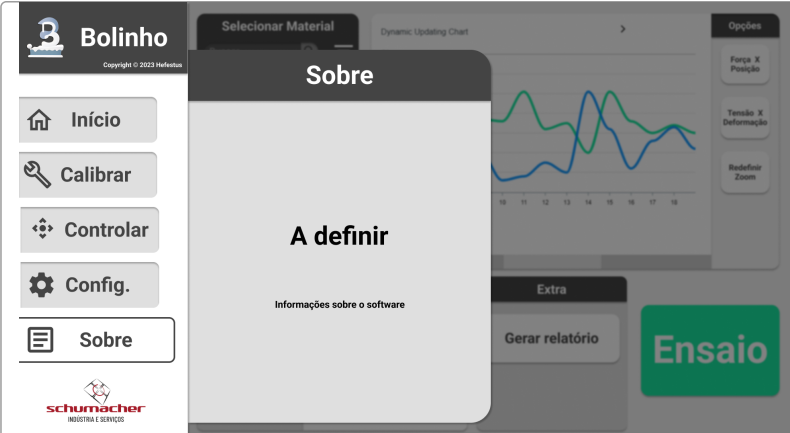 Bolinho
Copyright © 2023 Hefestus
Início
Calibrar
Controlar
Config.
Sobre
schumacher
INDÚSTRIA E SERVIÇOS
Sobre
A definir
Informações sobre o software
Selecionar Material
Dynamic Updating Chart
10 11 12 13 14 15 16 17 18
Opções
Força X
Posição
Tensão X
Deformação
Redefinir
Zoom
Extra
Gerar relatório
Ensaio